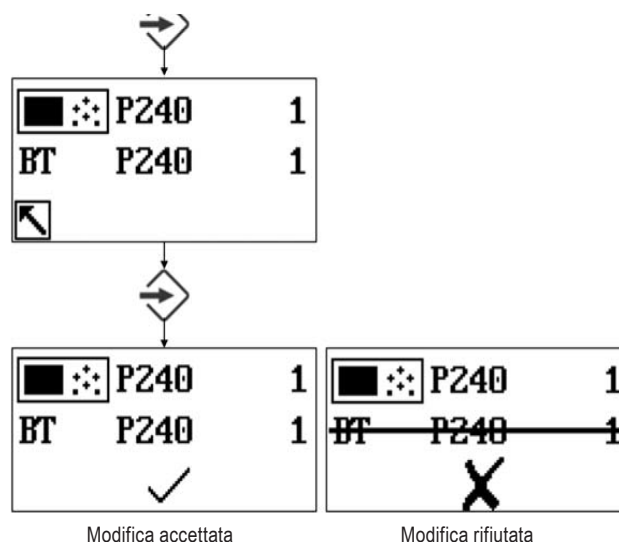 P240 1
BT P240 1
P240 1
BT P240 1
P240 1
BT P240 1
Modifica accettata
Modifica rifiutata